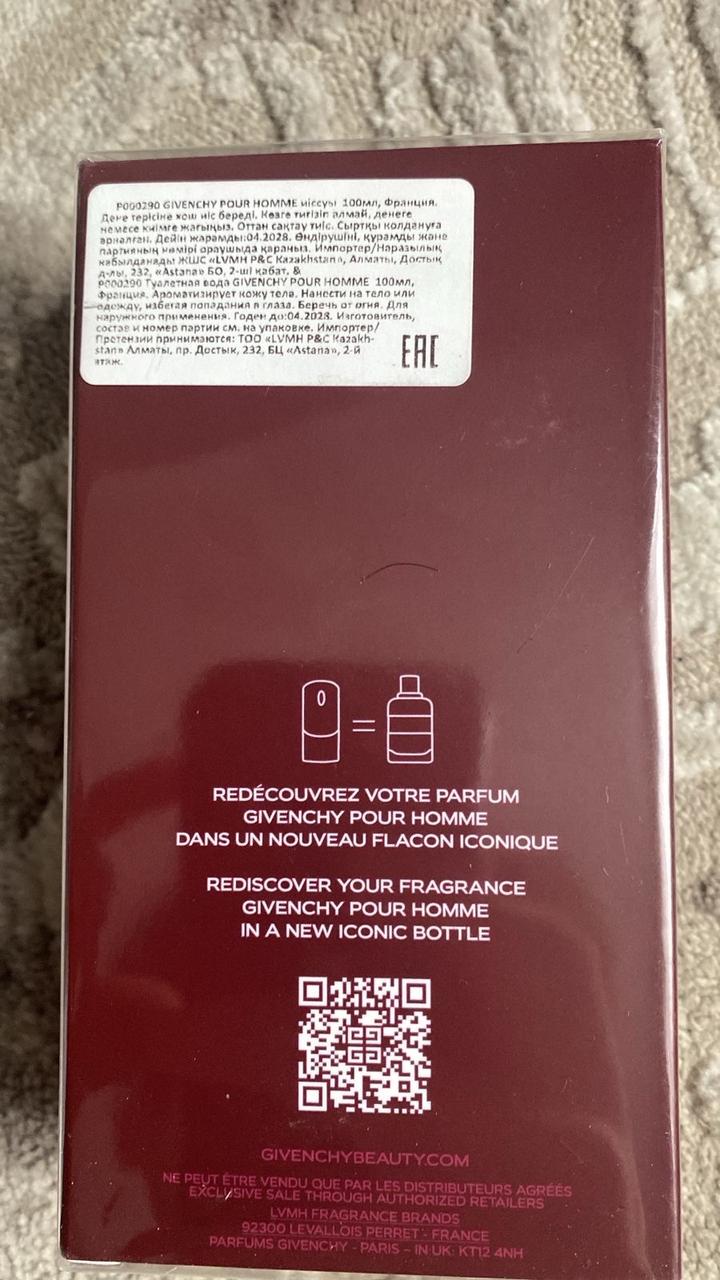 P000290 GIVENCHY POUR HOMME иіссуы 100мл, Франция.
Дене терісіне хош иіс береді. Көзге тигізіп алмай, денеге
немесе киімге жағыңыз. Оттан сақтау тиіс. Сыртқы қолдануға
арналған. Дейін жарамды:04.2028. Өндірушіні, құрамды және
партияның нөмірі ораушыда қараңыз. Импортер/Наразылық
қабылданады ЖШС «LVMH P&C Kazakhstan», Алматы, Достық
д-лы, 232, «Astana» БО, 2-ші қабат. &
P000290 Туалетная вода GIVENCHY POUR HOMME 100мл,
Франция. Ароматизирует кожу тела. Нанести на тело или
одежду, избегая попадания в глаза. Беречь от огня. Для
наружного применения. Годен до:04.2028. Изготовитель,
состав и номер партии см. на упаковке. Импортер/
Претензии принимаются: ТОО «LVMH P&C Kazakh-
stan» Алматы, пр. Достык, 232, БЦ «Astana», 2-й
этаж.
EAC
REDÉCOUVREZ VOTRE PARFUM
GIVENCHY POUR HOMME
DANS UN NOUVEAU FLACON ICONIQUE
REDISCOVER YOUR FRAGRANCE
GIVENCHY POUR HOMME
IN A NEW ICONIC BOTTLE
GIVENCHYBEAUTY.COM
NE PEUT ÊTRE VENDU QUE PAR LES DISTRIBUTEURS AGRÉÉS
EXCLUSIVE SALE THROUGH AUTHORIZED RETAILERS
LVMH FRAGRANCE BRANDS
92300 LEVALLOIS PERRET - FRANCE
PARFUMS GIVENCHY - PARIS - IN UK: KT12 4NH